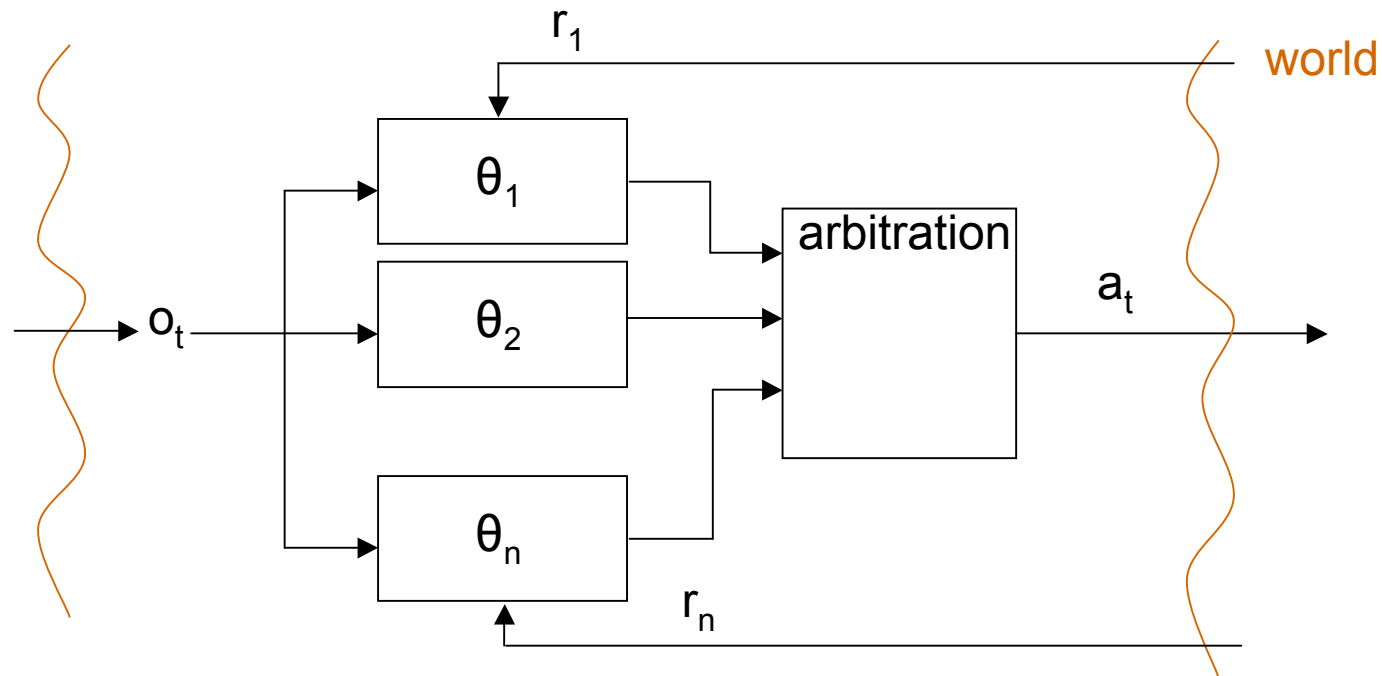 r₁
world
θ₁
arbitration
aₜ
oₜ
θ₂
θₙ
rₙ